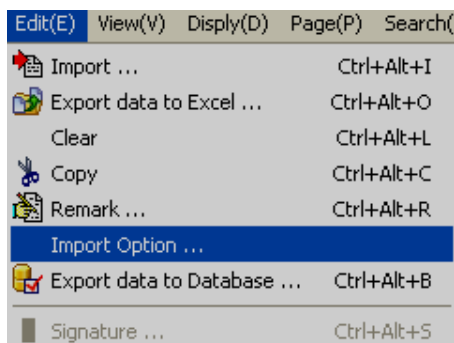 Edit(E) View(V) Disply(D) Page(P) Search(
Import ... Ctrl+Alt+I
Export data to Excel ... Ctrl+Alt+O
Clear Ctrl+Alt+L
Copy Ctrl+Alt+C
Remark ... Ctrl+Alt+R
Import Option ...
Export data to Database ... Ctrl+Alt+B
Signature ... Ctrl+Alt+S